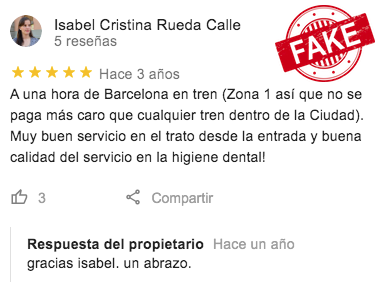 Isabel Cristina Rueda Calle
5 reseñas
FAKE
Hace 3 años
A una hora de Barcelona en tren (Zona 1 así que no se
paga más caro que cualquier tren dentro de la Ciudad).
Muy buen servicio en el trato desde la entrada y buena
calidad del servicio en la higiene dental!
3
Compartir
Respuesta del propietario Hace un año
gracias isabel. un abrazo.